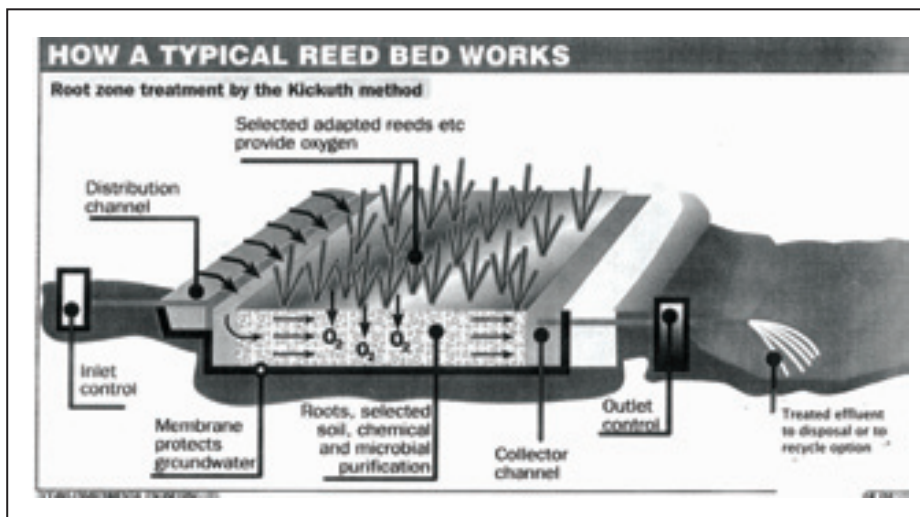 HOW A TYPICAL REED BED WORKS
Root zone treatment by the Kickuth method
Selected adapted reeds etc
provide oxygen
Distribution
channel
O₂
O₂
O₂
Inlet
control
Membrane
protects
groundwater
Roots, selected
soil, chemical
and microbial
purification
Collector
channel
Outlet
control
Treated effluent
to disposal or to
recycle option